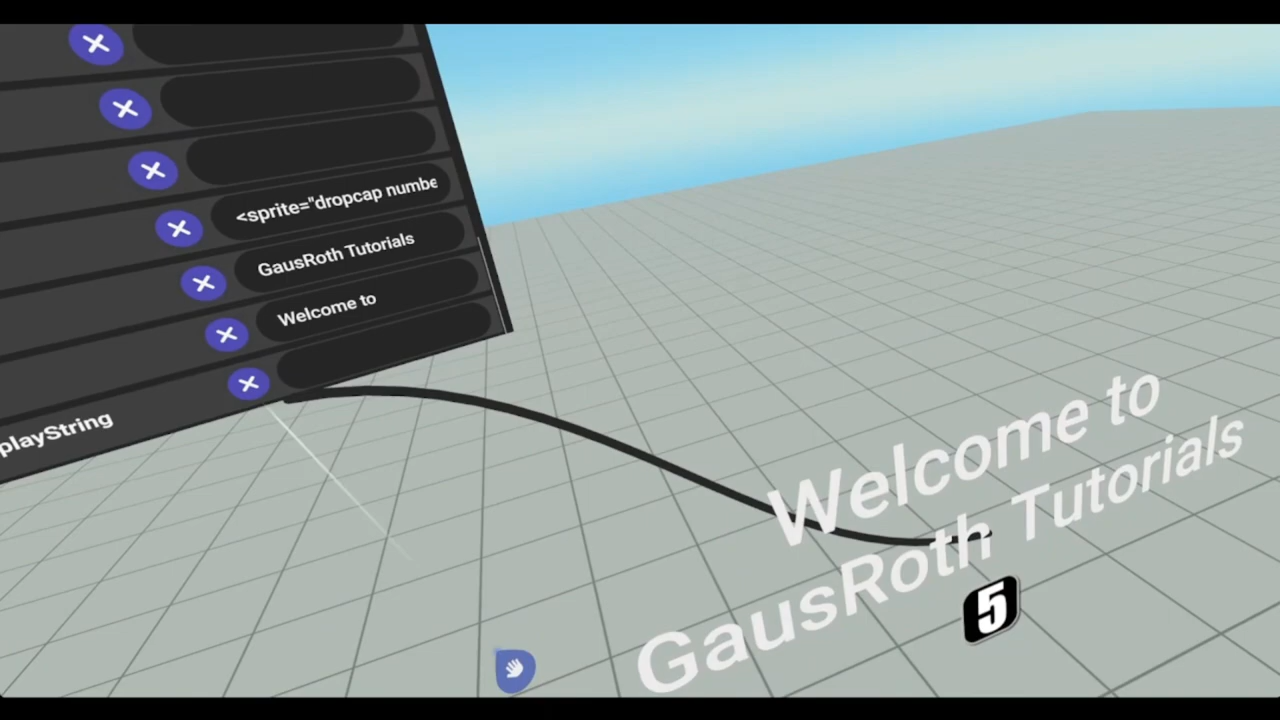 <sprite="dropcap numbe
GausRoth Tutorials
Welcome to
playString
Welcome to
GausRoth Tutorials
5